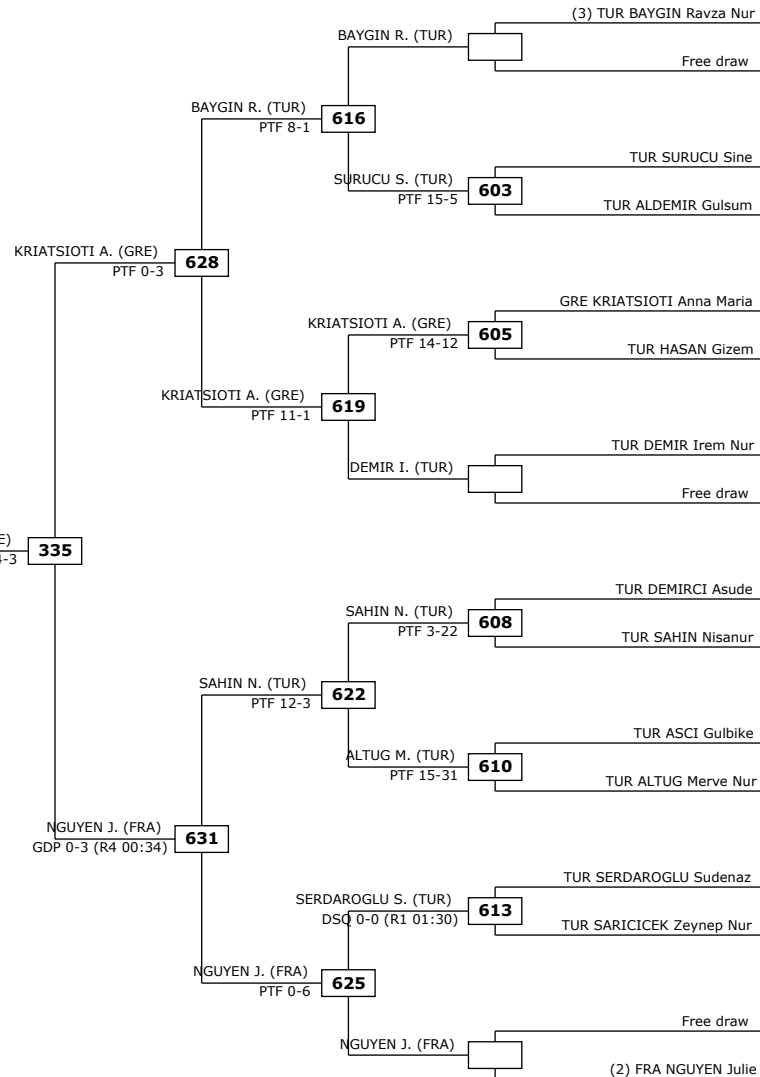 (3) TUR BAYGIN Ravza Nur
BAYGIN R. (TUR)
Free draw
BAYGIN R. (TUR)
PTF 8-1
616
TUR SURUCU Sine
SURUCU S. (TUR)
PTF 15-5
603
TUR ALDEMIR Gulsum
KRIATSIOTI A. (GRE)
PTF 0-3
628
GRE KRIATSIOTI Anna Maria
KRIATSIOTI A. (GRE)
PTF 14-12
605
TUR HASAN Gizem
KRIATSIOTI A. (GRE)
PTF 11-1
619
TUR DEMIR Irem Nur
DEMIR I. (TUR)
Free draw
E)
-3
335
TUR DEMIRCI Asude
SAHIN N. (TUR)
PTF 3-22
608
TUR SAHIN Nisanur
SAHIN N. (TUR)
PTF 12-3
622
TUR ASCI Gulbike
ALTUG M. (TUR)
PTF 15-31
610
TUR ALTUG Merve Nur
NGUYEN J. (FRA)
GDP 0-3 (R4 00:34)
631
TUR SERDAROGLU Sudenaz
SERDAROGLU S. (TUR)
DSQ 0-0 (R1 01:30)
613
TUR SARICICEK Zeynep Nur
NGUYEN J. (FRA)
PTF 0-6
625
Free draw
NGUYEN J. (FRA)
(2) FRA NGUYEN Julie